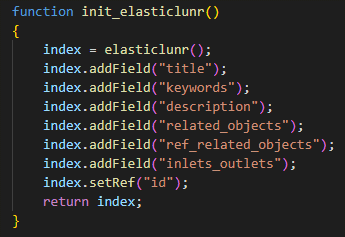 function init_elasticlunr()
{
    index = elasticlunr();
    index.addField("title");
    index.addField("keywords");
    index.addField("description");
    index.addField("related_objects");
    index.addField("ref_related_objects");
    index.addField("inlets_outlets");
    index.setRef("id");
    return index;
}